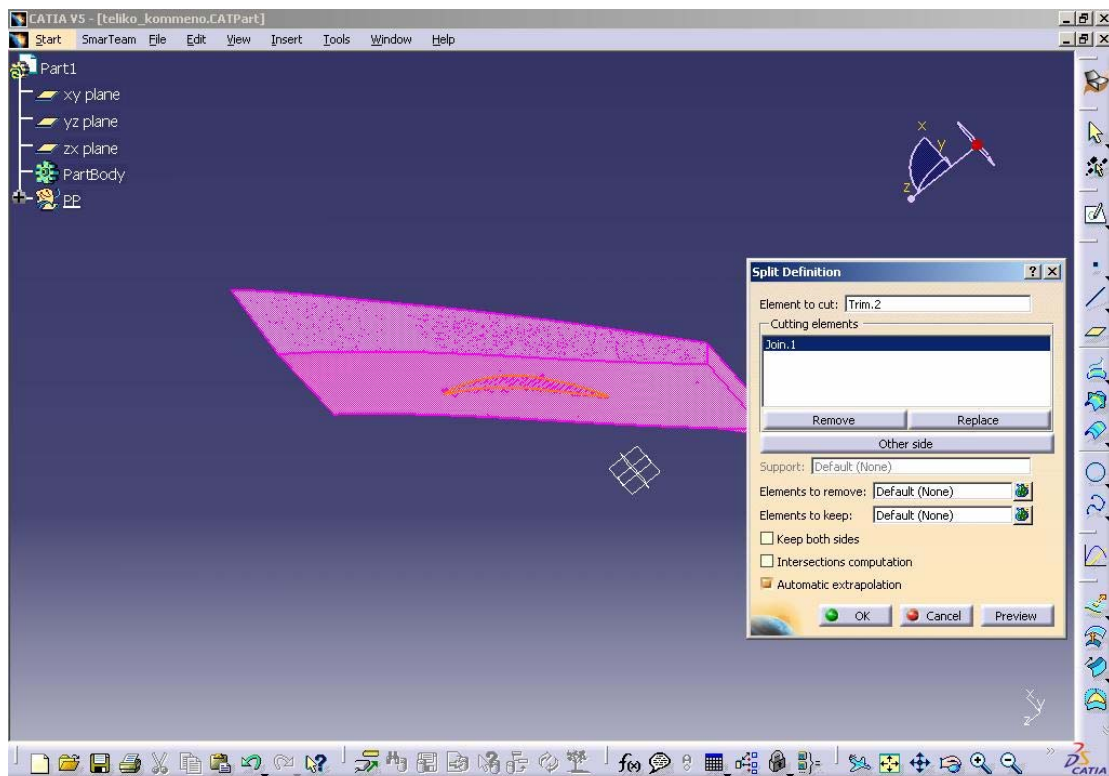 CATIA V5 - [teliko_kommeno.CATPart]
Start SmarTeam File Edit View Insert Tools Window Help
Part1
xy plane
yz plane
zx plane
PartBody
PP
x
y
z
Split Definition
Element to cut: Trim.2
Cutting elements
Join.1
Remove Replace
Other side
Support: Default (None)
Elements to remove: Default (None)
Elements to keep: Default (None)
Keep both sides
Intersections computation
Automatic extrapolation
OK Cancel Preview
x
y
z
f(x)
CATIA